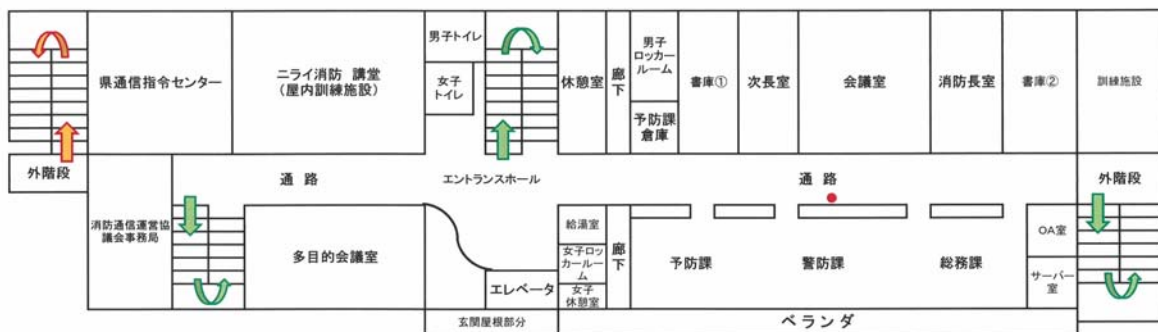 県通信指令センター
ニライ消防 講堂
(屋内訓練施設)
男子トイレ
女子
トイレ
休憩室
廊下
男子
ロッカー
ルーム
予防課
倉庫
書庫①
次長室
会議室
消防長室
書庫②
訓練施設
外階段
通 路
エントランスホール
通 路
外階段
消防通信運営協
議会事務局
多目的会議室
エレベータ
給湯室
女子ロッ
カールー
ム
女子
休憩室
廊下
予防課
警防課
総務課
OA室
サーバー
室
玄関屋根部分
ベランダ